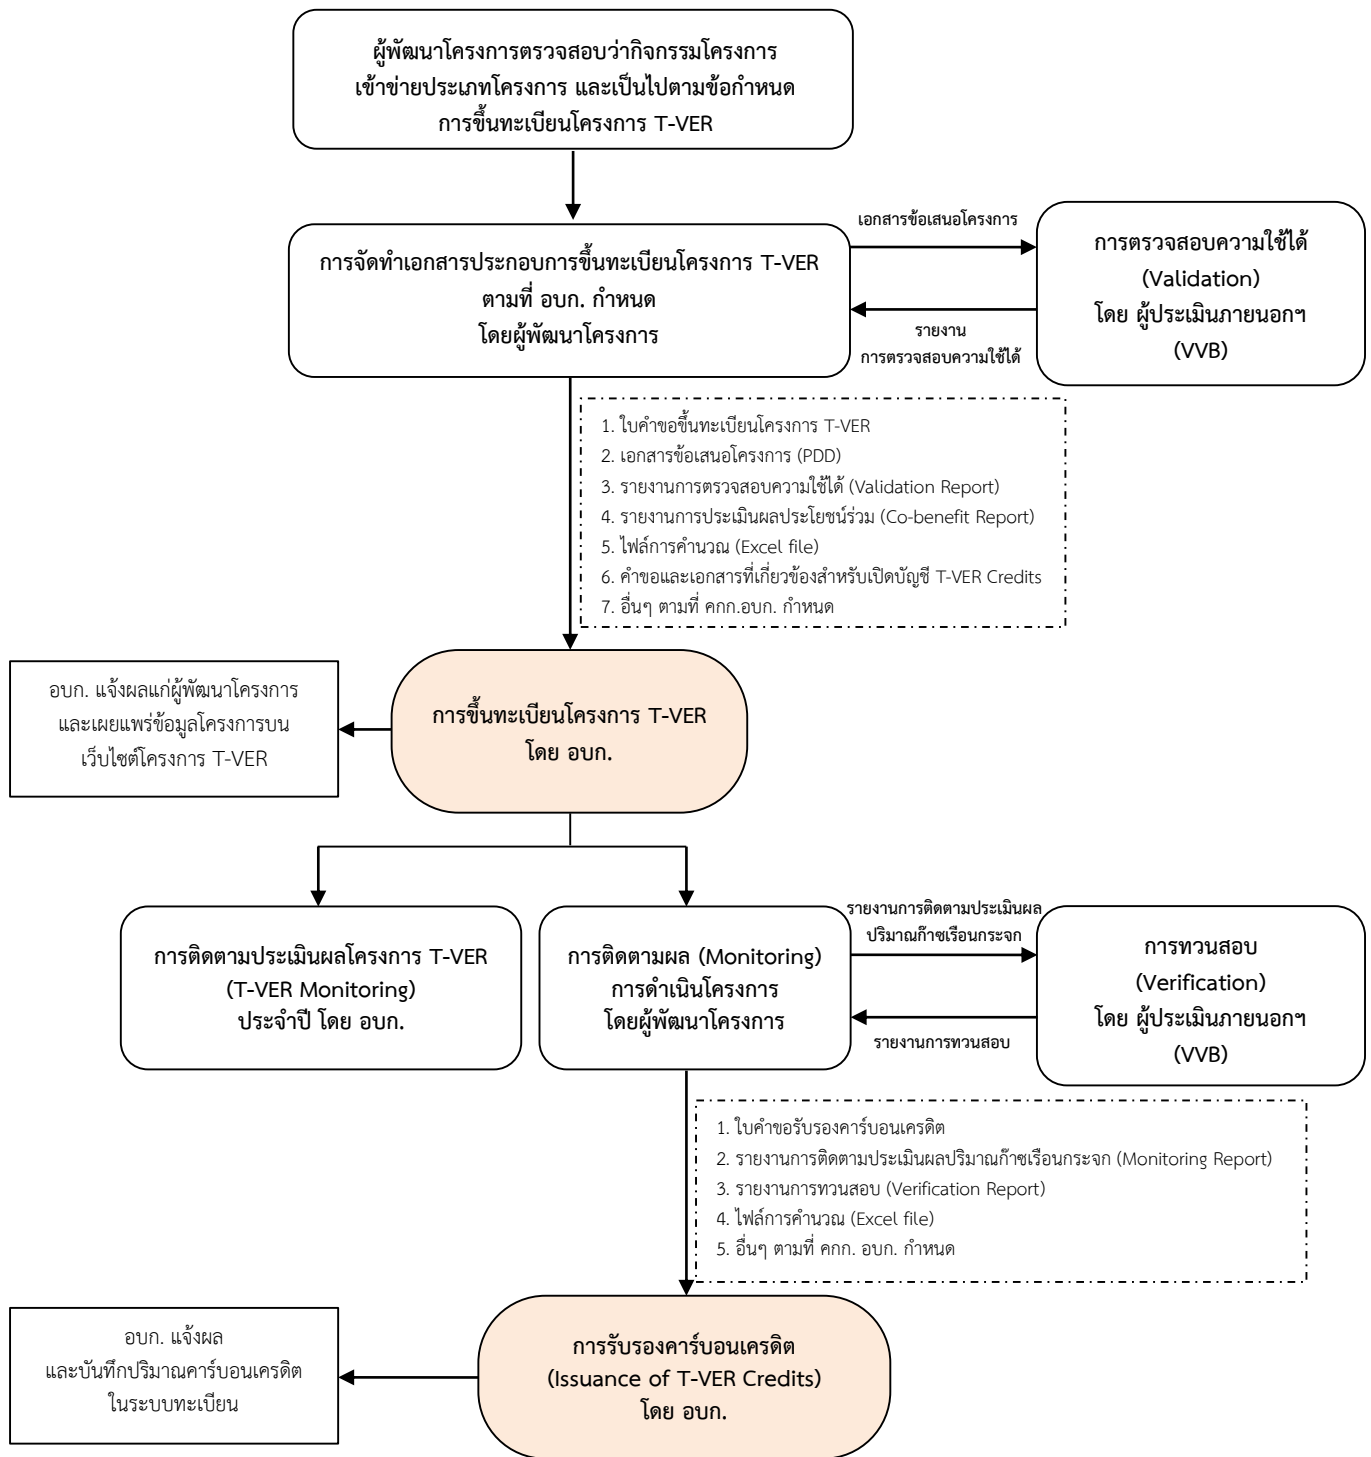 ผู้พัฒนาโครงการตรวจสอบว่ากิจกรรมโครงการ
เข้าข่ายประเภทโครงการ และเป็นไปตามข้อกำหนด
การขึ้นทะเบียนโครงการ T-VER
การจัดทำเอกสารประกอบการขึ้นทะเบียนโครงการ T-VER
ตามที่ อบก. กำหนด
โดยผู้พัฒนาโครงการ
เอกสารข้อเสนอโครงการ
รายงาน
การตรวจสอบความใช้ได้
การตรวจสอบความใช้ได้
(Validation)
โดย ผู้ประเมินภายนอกฯ
(VVB)
1. ใบคำขอขึ้นทะเบียนโครงการ T-VER
2. เอกสารข้อเสนอโครงการ (PDD)
3. รายงานการตรวจสอบความใช้ได้ (Validation Report)
4. รายงานการประเมินผลประโยชน์ร่วม (Co-benefit Report)
5. ไฟล์การคำนวณ (Excel file)
6. คำขอและเอกสารที่เกี่ยวข้องสำหรับเปิดบัญชี T-VER Credits
7. อื่นๆ ตามที่ คกก.อบก. กำหนด
อบก. แจ้งผลแก่ผู้พัฒนาโครงการ
และเผยแพร่ข้อมูลโครงการบน
เว็บไซต์โครงการ T-VER
การขึ้นทะเบียนโครงการ T-VER
โดย อบก.
การติดตามประเมินผลโครงการ T-VER
(T-VER Monitoring)
ประจำปี โดย อบก.
การติดตามผล (Monitoring)
การดำเนินโครงการ
โดยผู้พัฒนาโครงการ
รายงานการติดตามประเมินผล
ปริมาณก๊าซเรือนกระจก
รายงานการทวนสอบ
การทวนสอบ
(Verification)
โดย ผู้ประเมินภายนอกฯ
(VVB)
1. ใบคำขอรับรองคาร์บอนเครดิต
2. รายงานการติดตามประเมินผลปริมาณก๊าซเรือนกระจก (Monitoring Report)
3. รายงานการทวนสอบ (Verification Report)
4. ไฟล์การคำนวณ (Excel file)
5. อื่นๆ ตามที่ คกก. อบก. กำหนด
อบก. แจ้งผล
และบันทึกปริมาณคาร์บอนเครดิต
ในระบบทะเบียน
การรับรองคาร์บอนเครดิต
(Issuance of T-VER Credits)
โดย อบก.